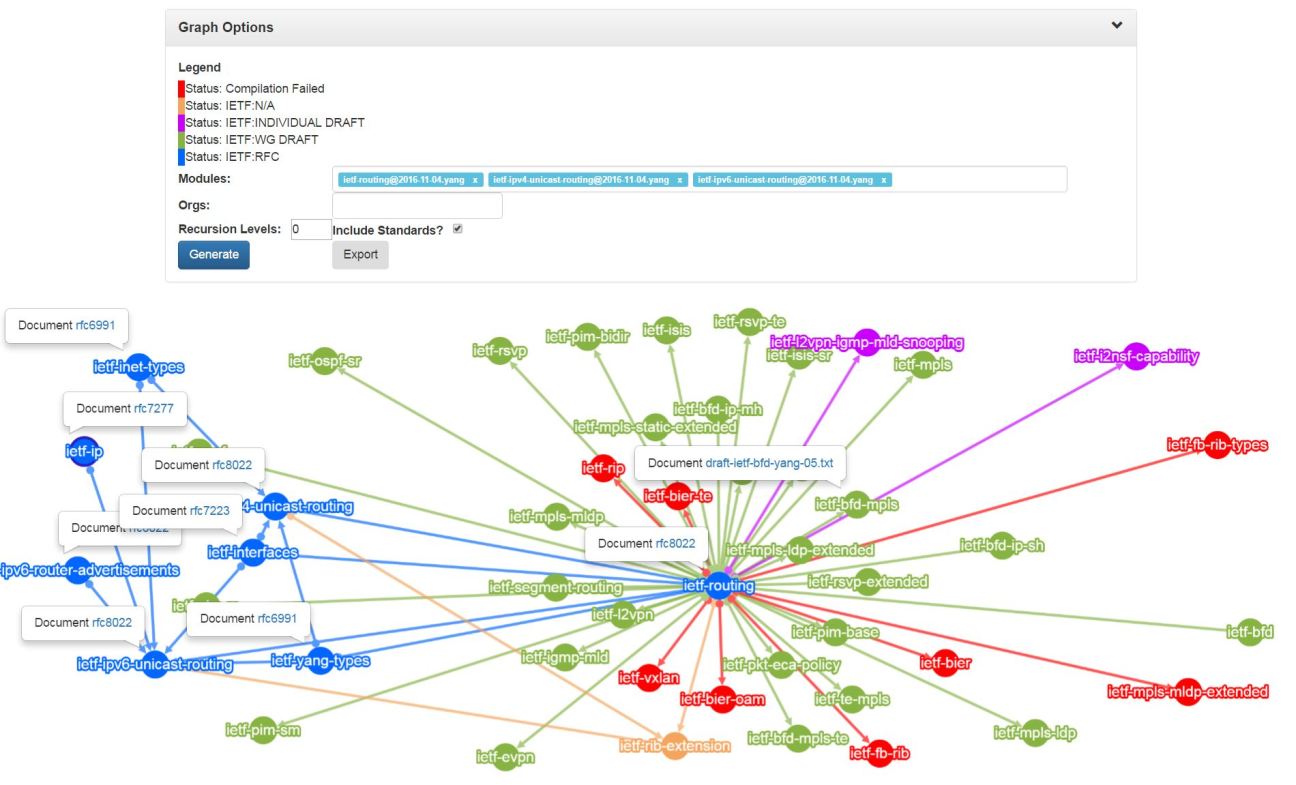 Graph Options
Legend
Status: Compilation Failed
Status: IETF:N/A
Status: IETF:INDIVIDUAL DRAFT
Status: IETF:WG DRAFT
Status: IETF:RFC
Modules: ietf-routing@2016-11-04.yang x ietf-ipv4-unicast-routing@2016-11-04.yang x ietf-ipv6-unicast-routing@2016-11-04.yang x
Orgs:
Recursion Levels: 0 Include Standards?
Generate Export
Document rfc6991
ietf-inet-types
Document rfc7277
ietf-ip
Document rfc8022
4-unicast-routing
Document rfc7223
ietf-interfaces
Document
-ipv6-router-advertisements
Document rfc8022
ietf-ipv6-unicast-routing
Document rfc6991
ietf-yang-types
ietf-ospf-sr
ietf-rsvp
ietf-pim-bidir
ietf-isis
ietf-rsvp-te
ietf-l2vpn-igmp-mld-snooping
ietf-isis-sr
ietf-mpls
ietf-i2nsf-capability
ietf-bfd-ip-mh
ietf-mpls-static-extended
ietf-fb-rib-types
ietf-rip
Document draft-ietf-bfd-yang-05.txt
ietf-bier-te
ietf-bfd-mpls
ietf-mpls-mldp
Document rfc8022
ietf-mpls-ldp-extended
ietf-bfd-ip-sh
ietf-routing
ietf-segment-routing
ietf-rsvp-extended
ietf-l2vpn
ietf-pim-base
ietf-bfd
ietf-igmp-mld
ietf-pkt-eca-policy
ietf-bier
ietf-vxlan
ietf-bier-oam
ietf-te-mpls
ietf-mpls-mldp-extended
ietf-pim-sm
ietf-rib-extension
ietf-bfd-mpls-te
ietf-mpls-ldp
ietf-evpn
ietf-fb-rib